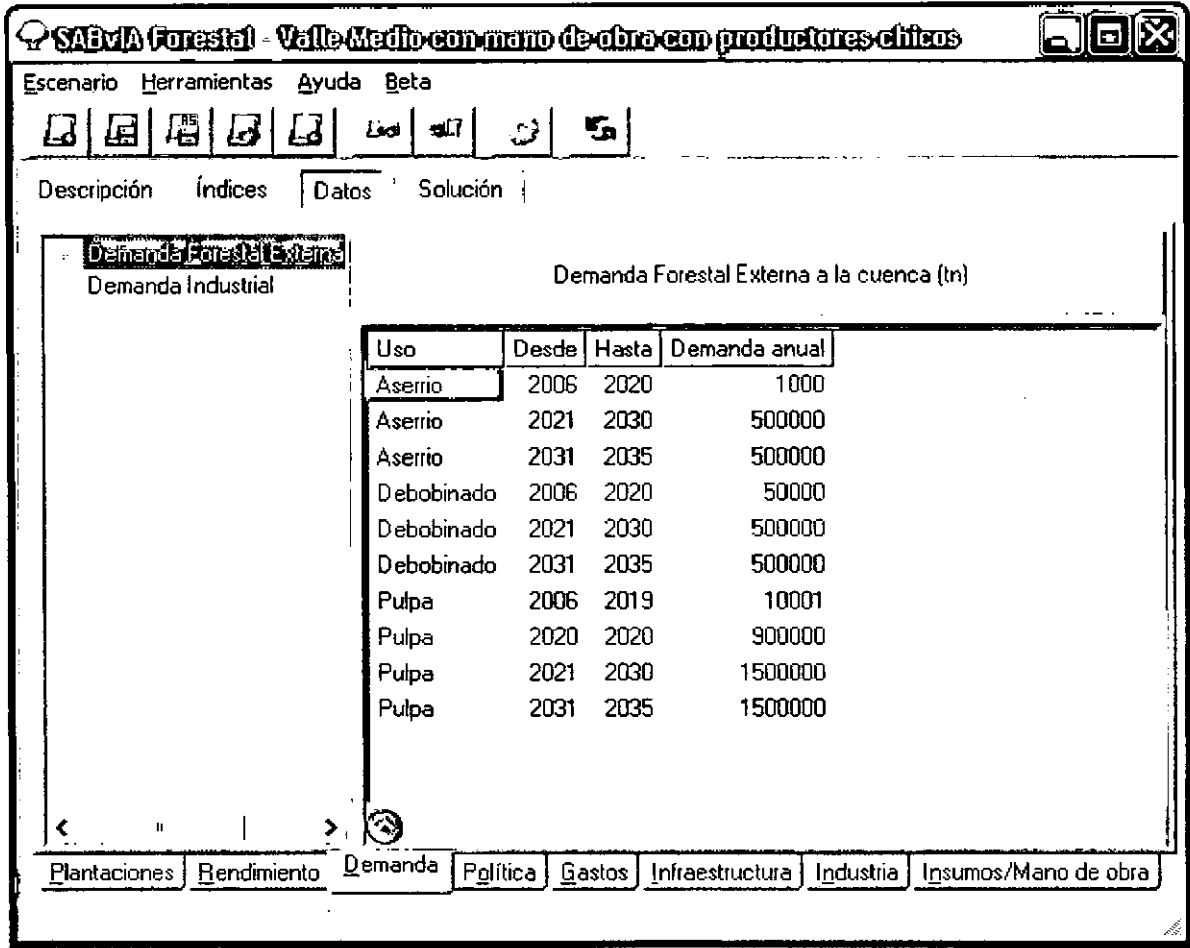 SABvIA Forestal - Valle Medio con mano de obra con productores chicos
Escenario Herramientas Ayuda Beta
Descripción Índices Datos Solución
Demanda Forestal Externa
Demanda Industrial
Demanda Forestal Externa a la cuenca (tn)
Uso Desde Hasta Demanda anual
Aserrio 2006 2020 1000
Aserrio 2021 2030 500000
Aserrio 2031 2035 500000
Debobinado 2006 2020 50000
Debobinado 2021 2030 500000
Debobinado 2031 2035 500000
Pulpa 2006 2019 10001
Pulpa 2020 2020 900000
Pulpa 2021 2030 1500000
Pulpa 2031 2035 1500000
Plantaciones Rendimiento Demanda Política Gastos Infraestructura Industria Insumos/Mano de obra